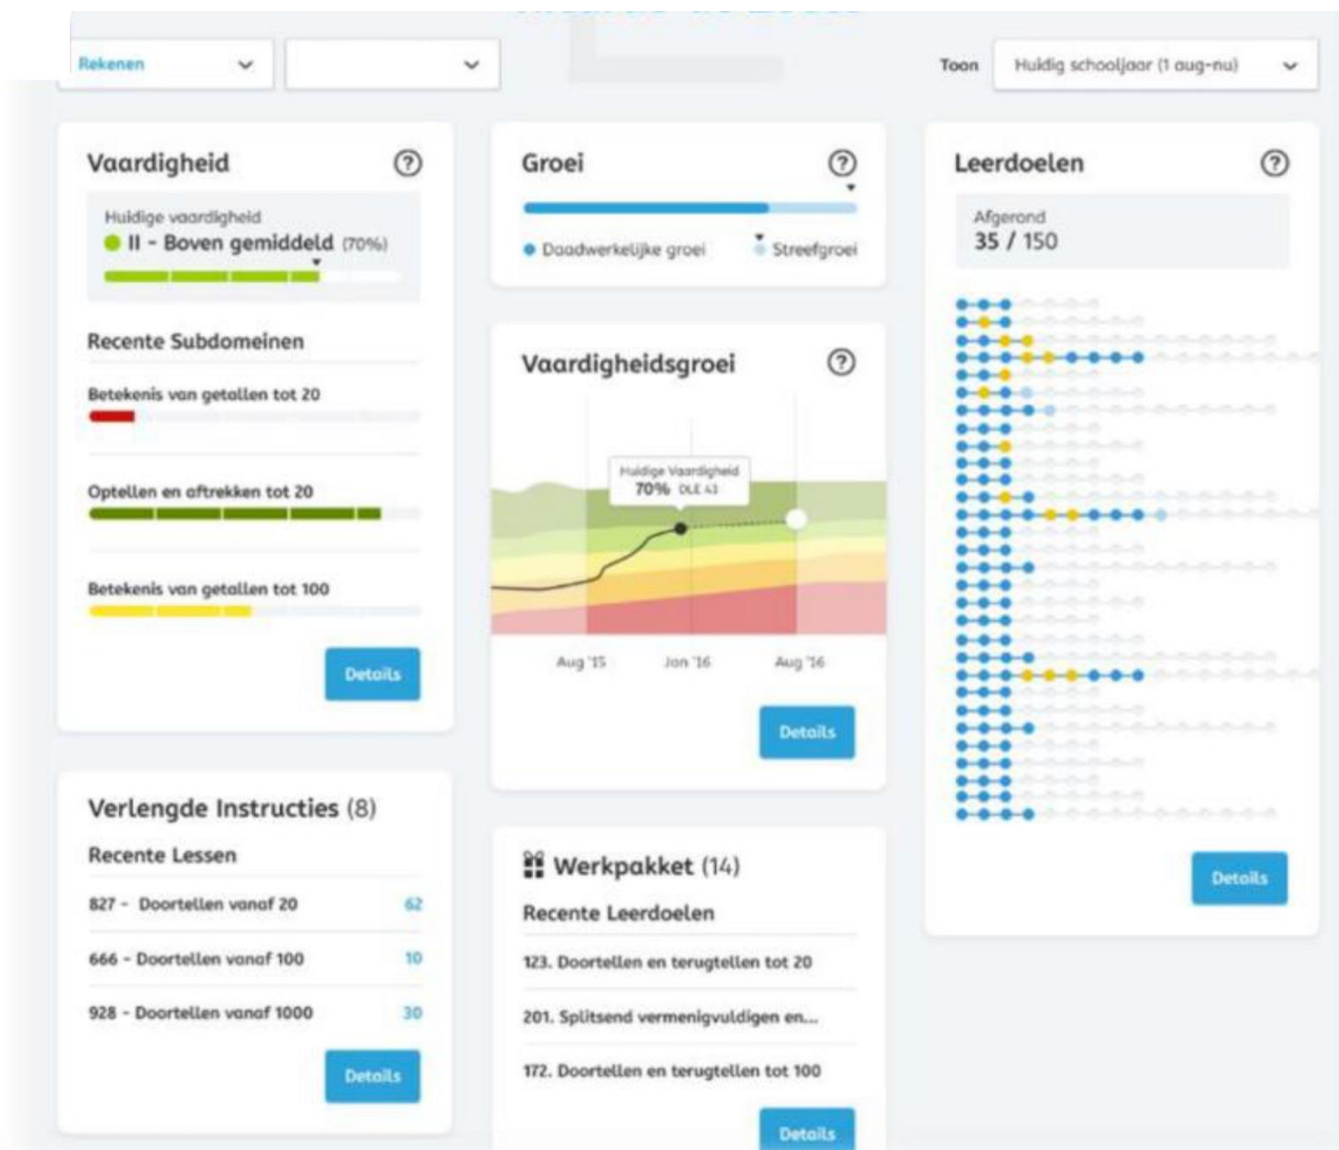 Rekenen
Toon
Huidig schooljaar (1 aug-nu)
Vaardigheid
?
Huidige vaardigheid
II - Boven gemiddeld (70%)
Recente Subdomeinen
Betekenis van getallen tot 20
Optellen en aftrekken tot 20
Betekenis van getallen tot 100
Details
Verlengde Instructies (8)
Recente Lessen
827 - Doortellen vanaf 20 62
666 - Doortellen vanaf 100 10
928 - Doortellen vanaf 1000 30
Details
Groei
?
Daadwerkelijke groei
Streefgroei
Vaardigheidsgroei
?
Huidige Vaardigheid
70% DLE 43
Aug '15 Jan '16 Aug '16
Details
Werkpakket (14)
Recente Leerdoelen
123. Doortellen en terugtellen tot 20
201. Splitsend vermenigvuldigen en...
172. Doortellen en terugtellen tot 100
Details
Leerdoelen
?
Afgerond
35 / 150
Details